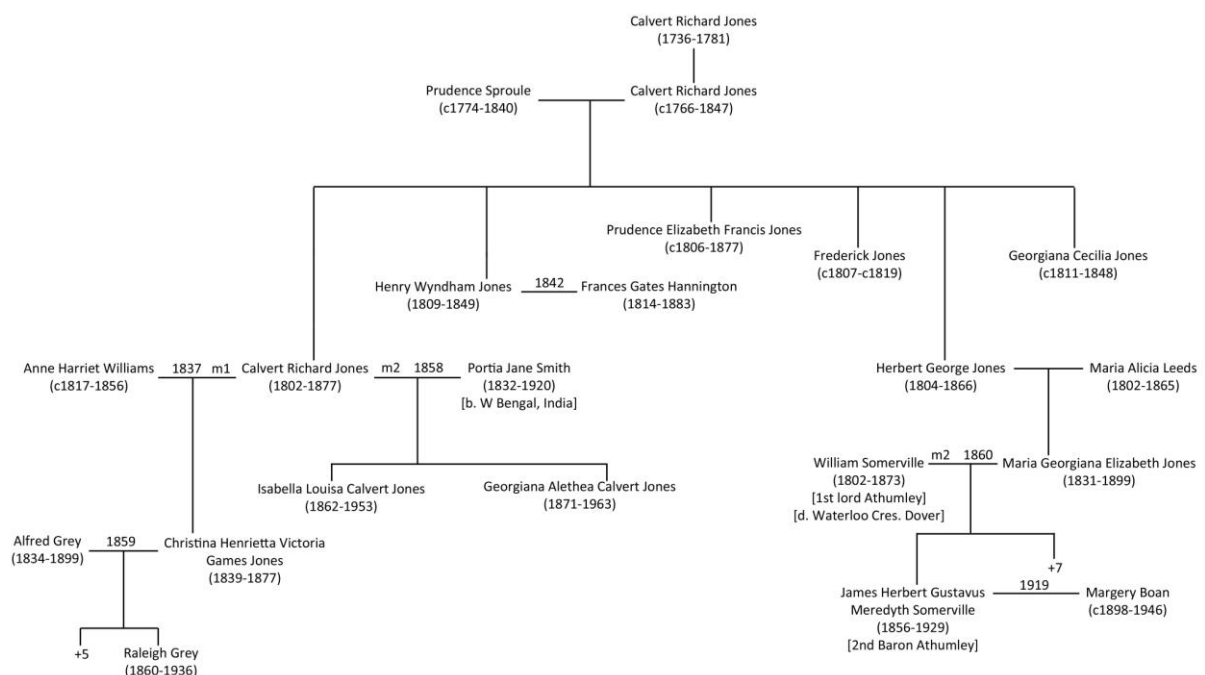 Calvert Richard Jones
(1736-1781)
Prudence Sproule
(c1774-1840)
Calvert Richard Jones
(c1766-1847)
Prudence Elizabeth Francis Jones
(c1806-1877)
Frederick Jones
(c1807-c1819)
Georgiana Cecilia Jones
(c1811-1848)
Henry Wyndham Jones
(1809-1849)
1842
Frances Gates Hannington
(1814-1883)
Anne Harriet Williams
(c1817-1856)
1837 m1
Calvert Richard Jones
(1802-1877)
m2 1858
Portia Jane Smith
(1832-1920)
[b. W Bengal, India]
Herbert George Jones
(1804-1866)
Maria Alicia Leeds
(1802-1865)
Isabella Louisa Calvert Jones
(1862-1953)
Georgiana Alethea Calvert Jones
(1871-1963)
William Somerville
(1802-1873)
[1st lord Athumley]
[d. Waterloo Cres. Dover]
m2 1860
Maria Georgiana Elizabeth Jones
(1831-1899)
Alfred Grey
(1834-1899)
1859
Christina Henrietta Victoria
Games Jones
(1839-1877)
+7
James Herbert Gustavus
Meredyth Somerville
(1856-1929)
[2nd Baron Athumley]
1919
Margery Boan
(c1898-1946)
+5
Raleigh Grey
(1860-1936)